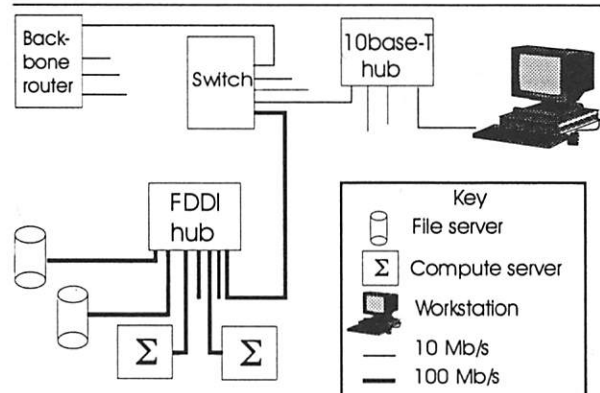 Back-
bone
router
Switch
10base-T
hub
FDDI
hub
Σ
Σ
Key
File server
Σ Compute server
Workstation
10 Mb/s
100 Mb/s